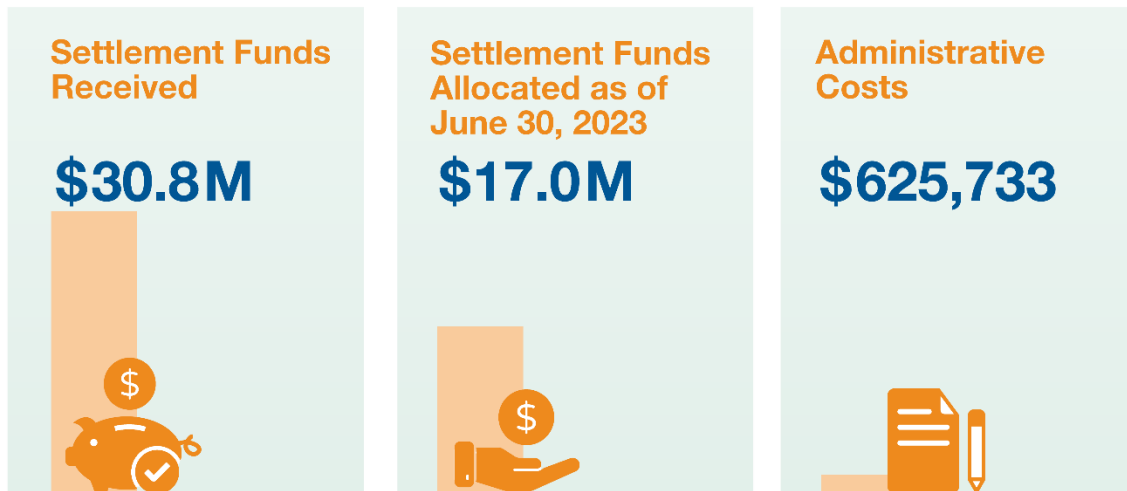 Settlement Funds
Received
$30.8M
$
Settlement Funds
Allocated as of
June 30, 2023
$17.0M
$
Administrative
Costs
$625,733